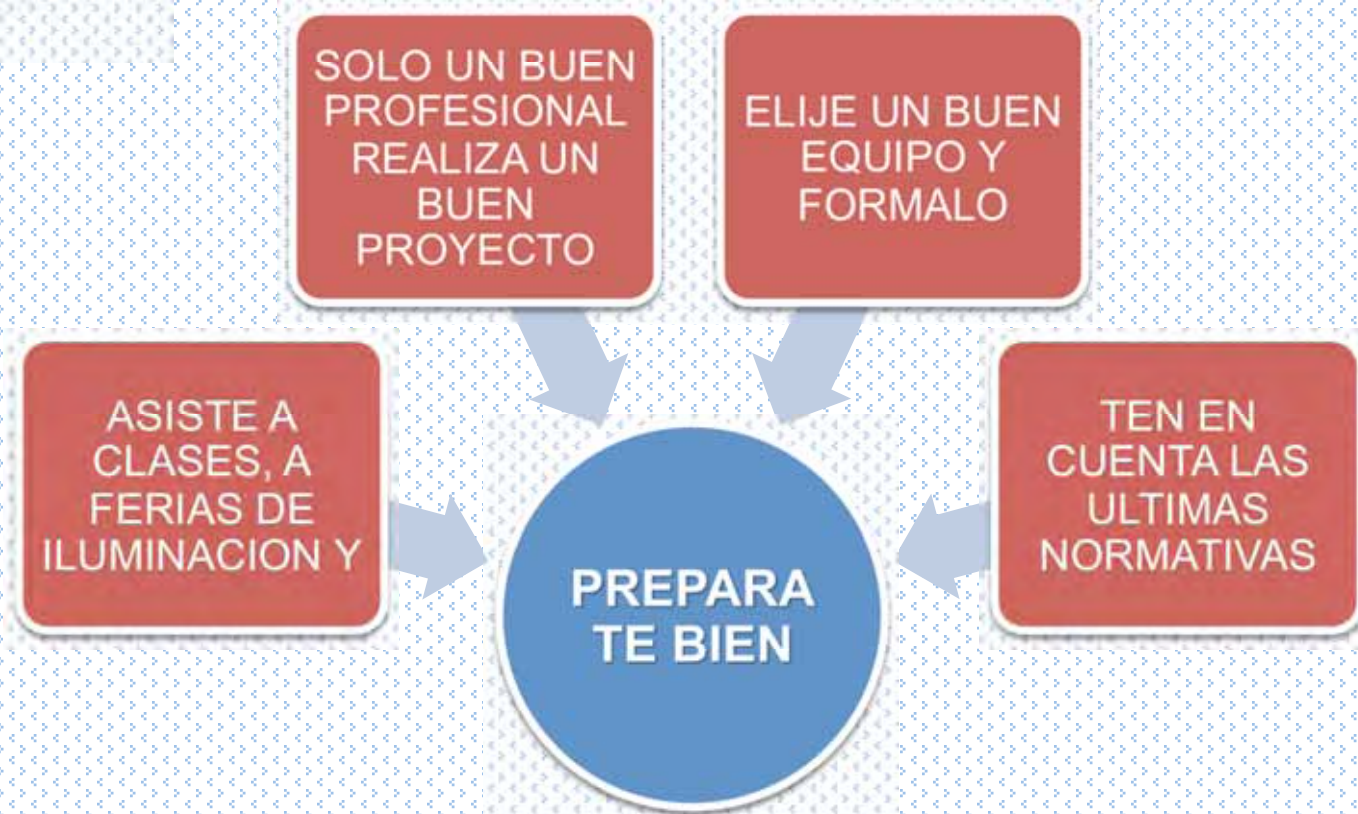 SOLO UN BUEN
PROFESIONAL
REALIZA UN
BUEN
PROYECTO
ELIJE UN BUEN
EQUIPO Y
FORMALO
ASISTE A
CLASES, A
FERIAS DE
ILUMINACION Y
TEN EN
CUENTA LAS
ULTIMAS
NORMATIVAS
PREPARA
TE BIEN